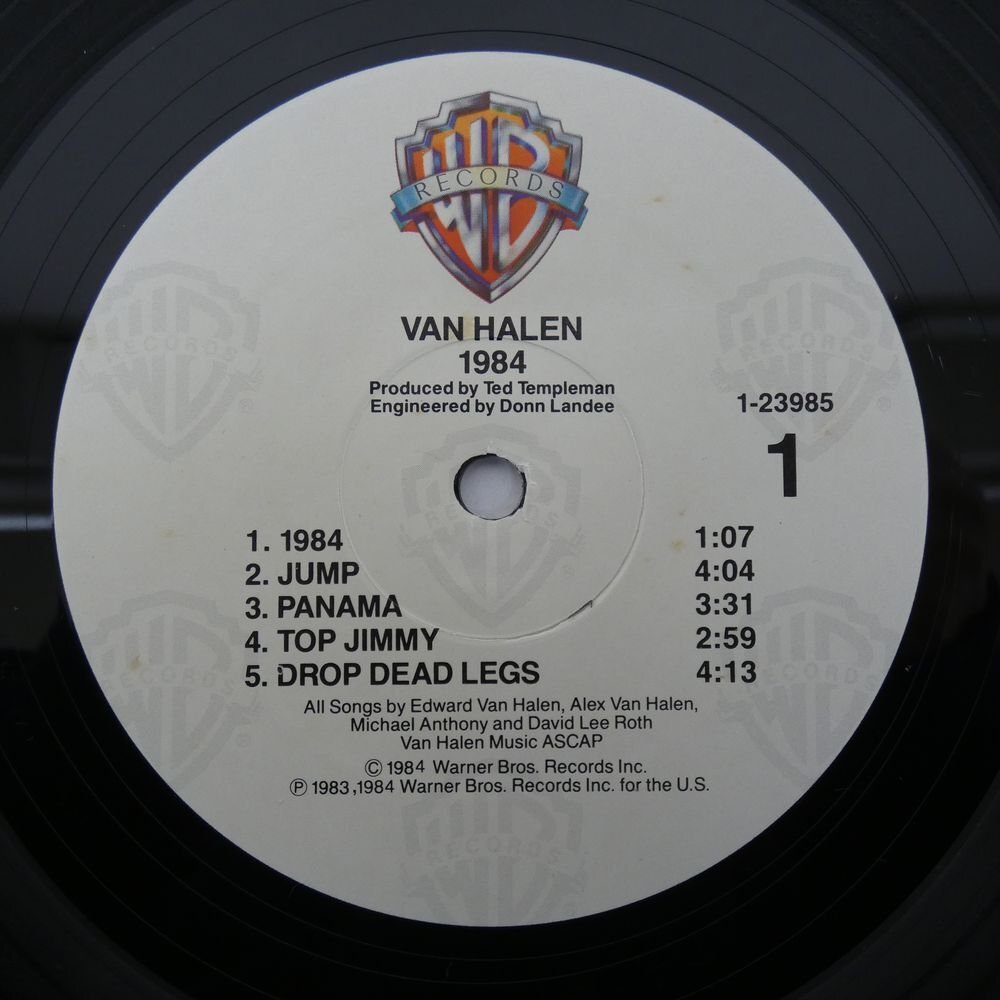 WB
RECORDS
VAN HALEN
1984
Produced by Ted Templeman
Engineered by Donn Landee
1-23985
1
1. 1984 1:07
2. JUMP 4:04
3. PANAMA 3:31
4. TOP JIMMY 2:59
5. DROP DEAD LEGS 4:13
All Songs by Edward Van Halen, Alex Van Halen,
Michael Anthony and David Lee Roth
Van Halen Music ASCAP
© 1984 Warner Bros. Records Inc.
℗ 1983,1984 Warner Bros. Records Inc. for the U.S.